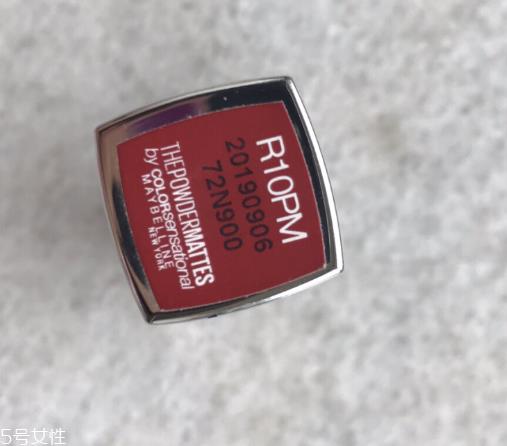 R10PM
20190906
72N900
THEPOWDERMATTES
by COLORsensational
MAYBELLINE
NEW YORK
5号女性